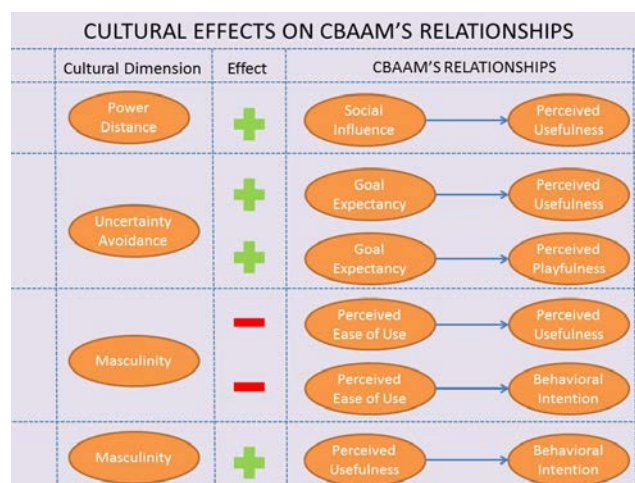 CULTURAL EFFECTS ON CBAAM'S RELATIONSHIPS
Cultural Dimension Effect CBAAM'S RELATIONSHIPS
Power
Distance
Social
Influence
Perceived
Usefulness
Uncertainty
Avoidance
Goal
Expectancy
Perceived
Usefulness
Goal
Expectancy
Perceived
Playfulness
Masculinity
Perceived
Ease of Use
Perceived
Usefulness
Perceived
Ease of Use
Behavioral
Intention
Masculinity
Perceived
Usefulness
Behavioral
Intention